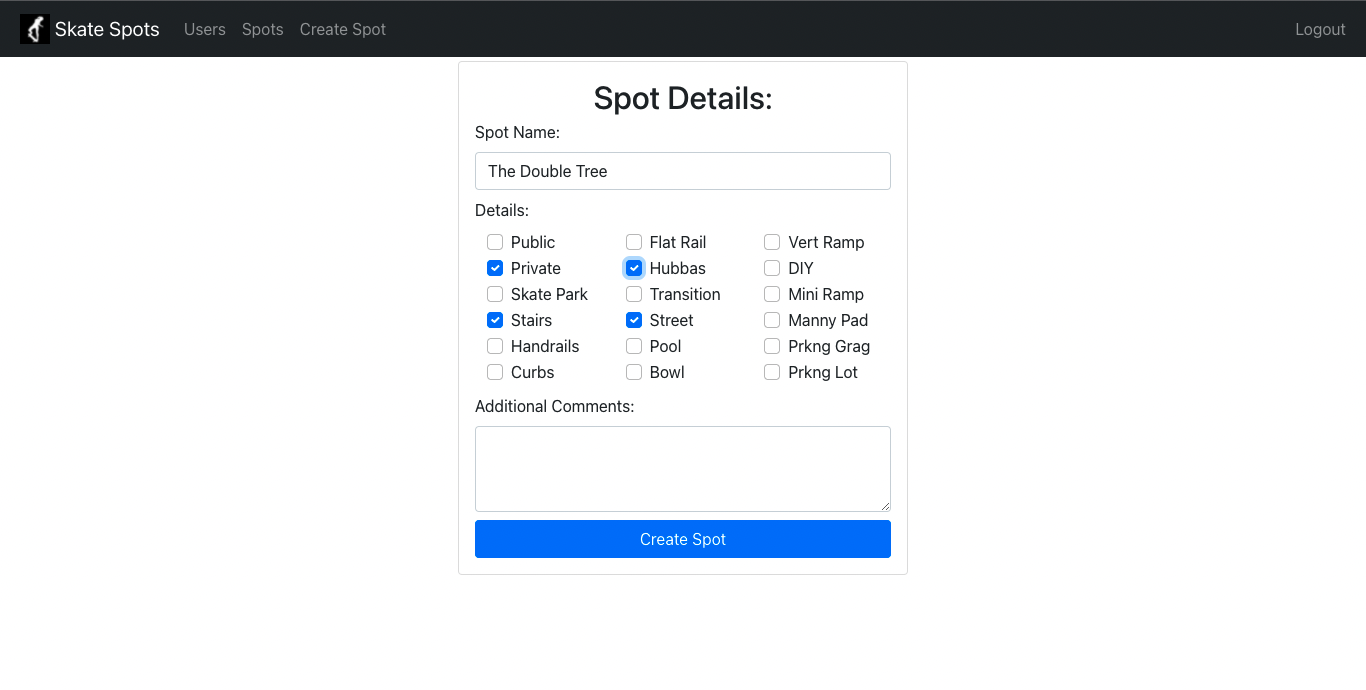 Skate Spots Users Spots Create Spot Logout
Spot Details:
Spot Name:
The Double Tree
Details:
Public Flat Rail Vert Ramp
Private Hubbas DIY
Skate Park Transition Mini Ramp
Stairs Street Manny Pad
Handrails Pool Prkng Grag
Curbs Bowl Prkng Lot
Additional Comments:
Create Spot